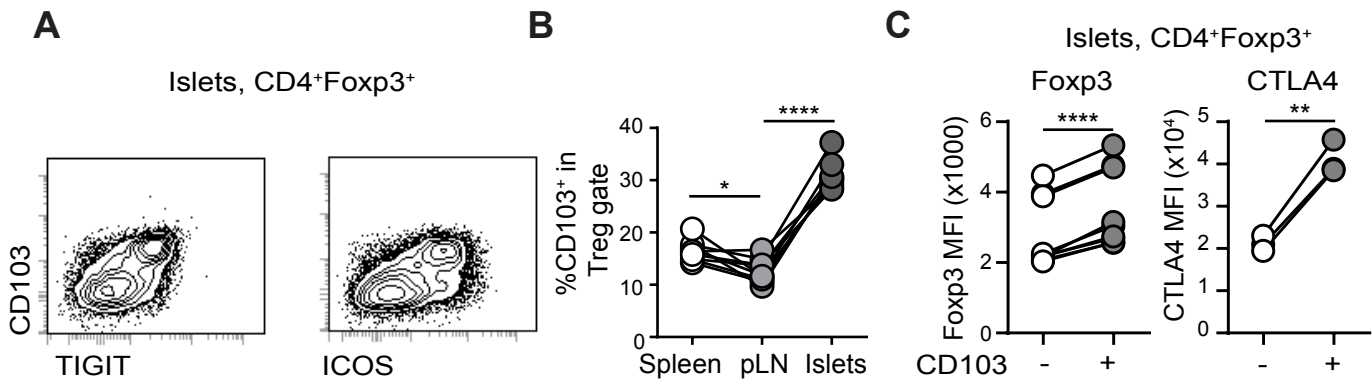 A
Islets, CD4⁺Foxp3⁺
CD103
TIGIT
ICOS
B
%CD103⁺ in
Treg gate
40
30
20
10
0
*
****
Spleen pLN Islets
C
Islets, CD4⁺Foxp3⁺
Foxp3
Foxp3 MFI (x1000)
6
4
2
0
****
CD103 - +
CTLA4
CTLA4 MFI (x10⁴)
5
4
3
2
1
0
**
- +